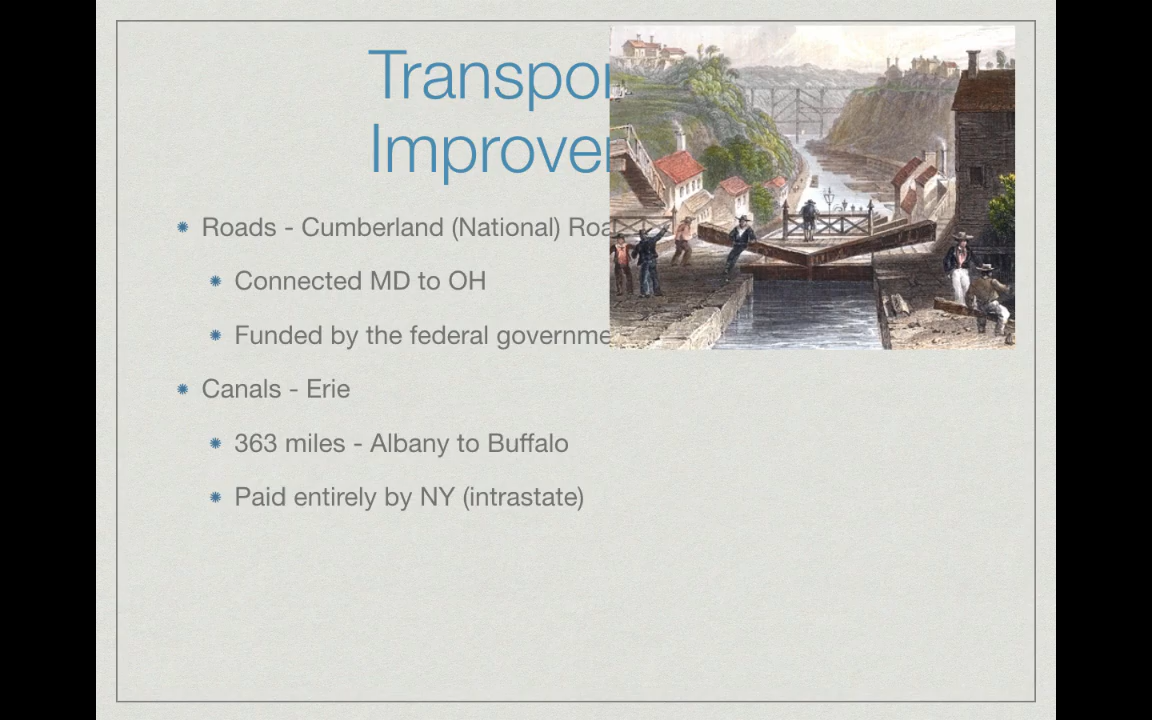 Transpor
Improve
Roads - Cumberland (National) Roa
Connected MD to OH
Funded by the federal governme
Canals - Erie
363 miles - Albany to Buffalo
Paid entirely by NY (intrastate)